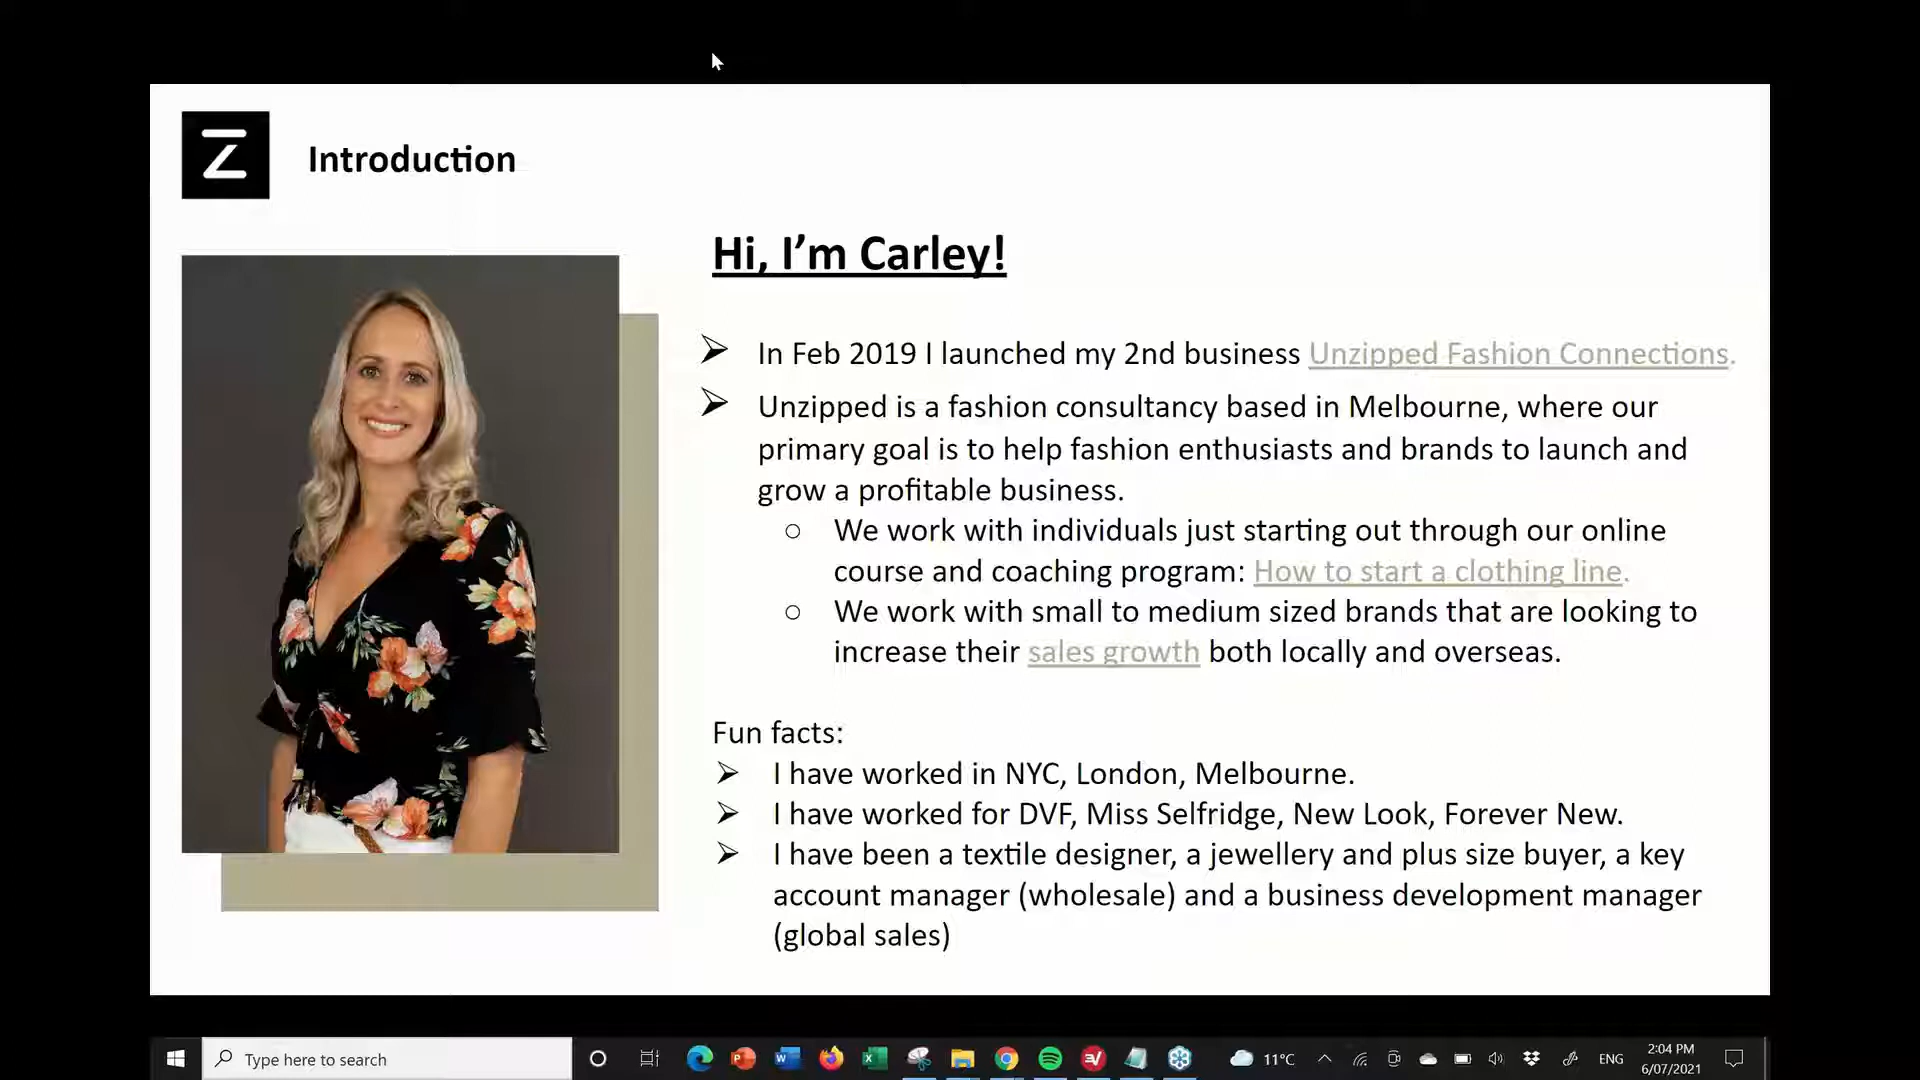 Z
Introduction
Hi, I’m Carley!
➢ In Feb 2019 I launched my 2nd business Unzipped Fashion Connections.
➢ Unzipped is a fashion consultancy based in Melbourne, where our
primary goal is to help fashion enthusiasts and brands to launch and
grow a profitable business.
○ We work with individuals just starting out through our online
course and coaching program: How to start a clothing line.
○ We work with small to medium sized brands that are looking to
increase their sales growth both locally and overseas.
Fun facts:
➢ I have worked in NYC, London, Melbourne.
➢ I have worked for DVF, Miss Selfridge, New Look, Forever New.
➢ I have been a textile designer, a jewellery and plus size buyer, a key
account manager (wholesale) and a business development manager
(global sales)
Type here to search
11°C
ENG
2:04 PM
6/07/2021